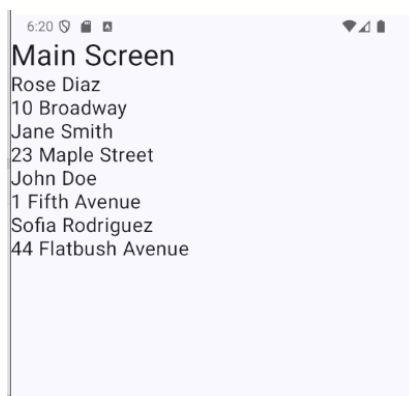 6:20
Main Screen
Rose Diaz
10 Broadway
Jane Smith
23 Maple Street
John Doe
1 Fifth Avenue
Sofia Rodriguez
44 Flatbush Avenue